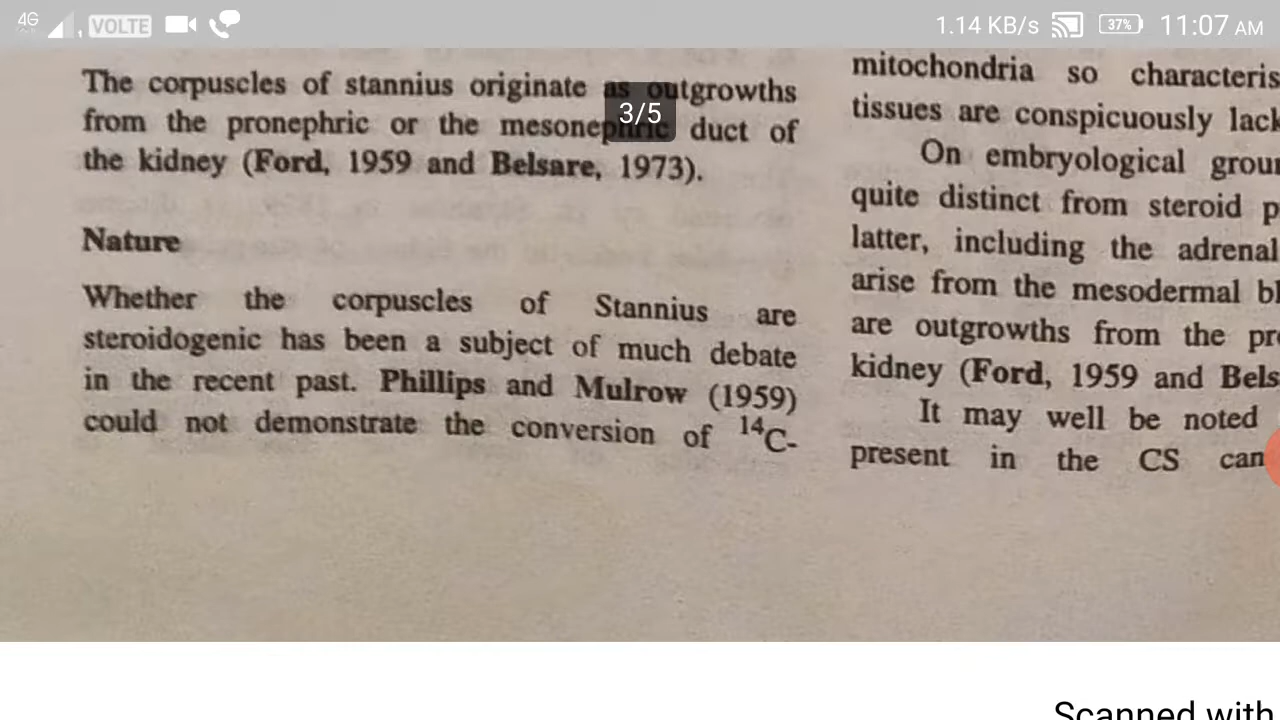 4G VOLTE 1.14 KB/s 37% 11:07 AM
3/5
The corpuscles of stannius originate as outgrowths
from the pronephric or the mesonephric duct of
the kidney (Ford, 1959 and Belsare, 1973).
Nature
Whether the corpuscles of Stannius are
steroidogenic has been a subject of much debate
in the recent past. Phillips and Mulrow (1959)
could not demonstrate the conversion of ¹⁴C-
mitochondria so characteris
tissues are conspicuously lack
On embryological groun
quite distinct from steroid p
latter, including the adrenal
arise from the mesodermal bl
are outgrowths from the pr
kidney (Ford, 1959 and Bels
It may well be noted
present in the CS can
Scanned with